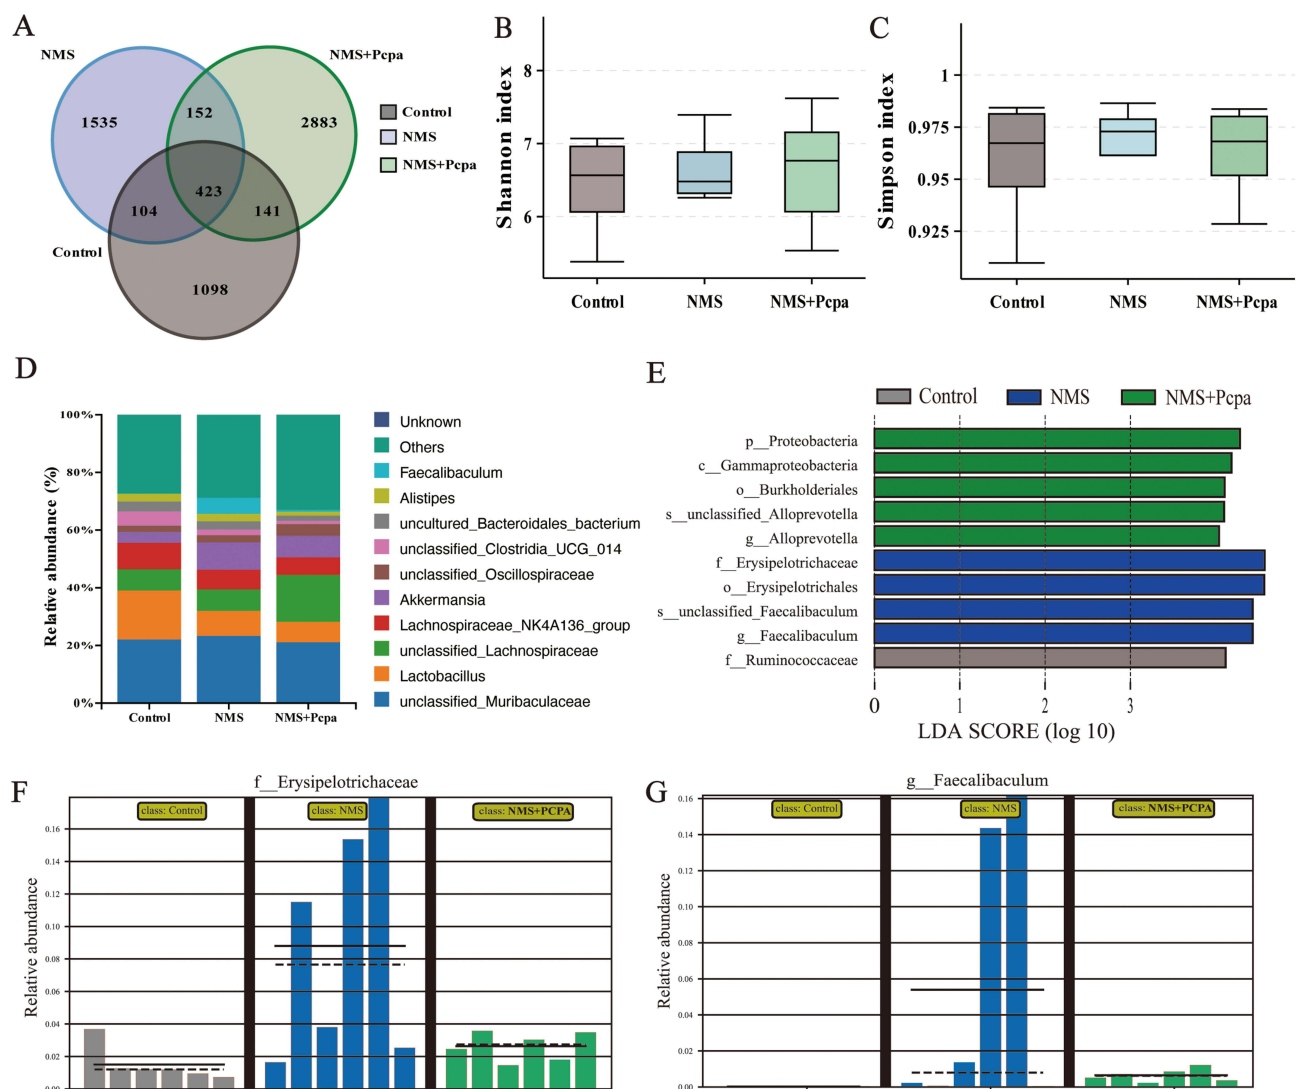 A
NMS
NMS+Pcpa
1535
152
2883
423
104
141
Control
1098
Control
NMS
NMS+Pcpa
B
Shannon index
8
7
6
Control
NMS
NMS+Pcpa
C
Simpson index
1
0.975
0.95
0.925
Control
NMS
NMS+Pcpa
D
Relative abundance (%)
100%
80%
60%
40%
20%
0%
Control
NMS
NMS+Pcpa
Unknown
Others
Faecalibaculum
Alistipes
uncultured_Bacteroidales_bacterium
unclassified_Clostridia_UCG_014
unclassified_Oscillospiraceae
Akkermansia
Lachnospiraceae_NK4A136_group
unclassified_Lachnospiraceae
Lactobacillus
unclassified_Muribaculaceae
E
Control
NMS
NMS+Pcpa
p__Proteobacteria
c__Gammaproteobacteria
o__Burkholderiales
s__unclassified_Alloprevotella
g__Alloprevotella
f__Erysipelotrichaceae
o__Erysipelotrichales
s__unclassified_Faecalibaculum
g__Faecalibaculum
f__Ruminococcaceae
0
1
2
3
LDA SCORE (log 10)
F
f__Erysipelotrichaceae
class: Control
class: NMS
class: NMS+PCPA
Relative abundance
0.16
0.14
0.12
0.10
0.08
0.06
0.04
0.02
0.00
G
g__Faecalibaculum
class: Control
class: NMS
class: NMS+PCPA
Relative abundance
0.16
0.14
0.12
0.10
0.08
0.06
0.04
0.02
0.00